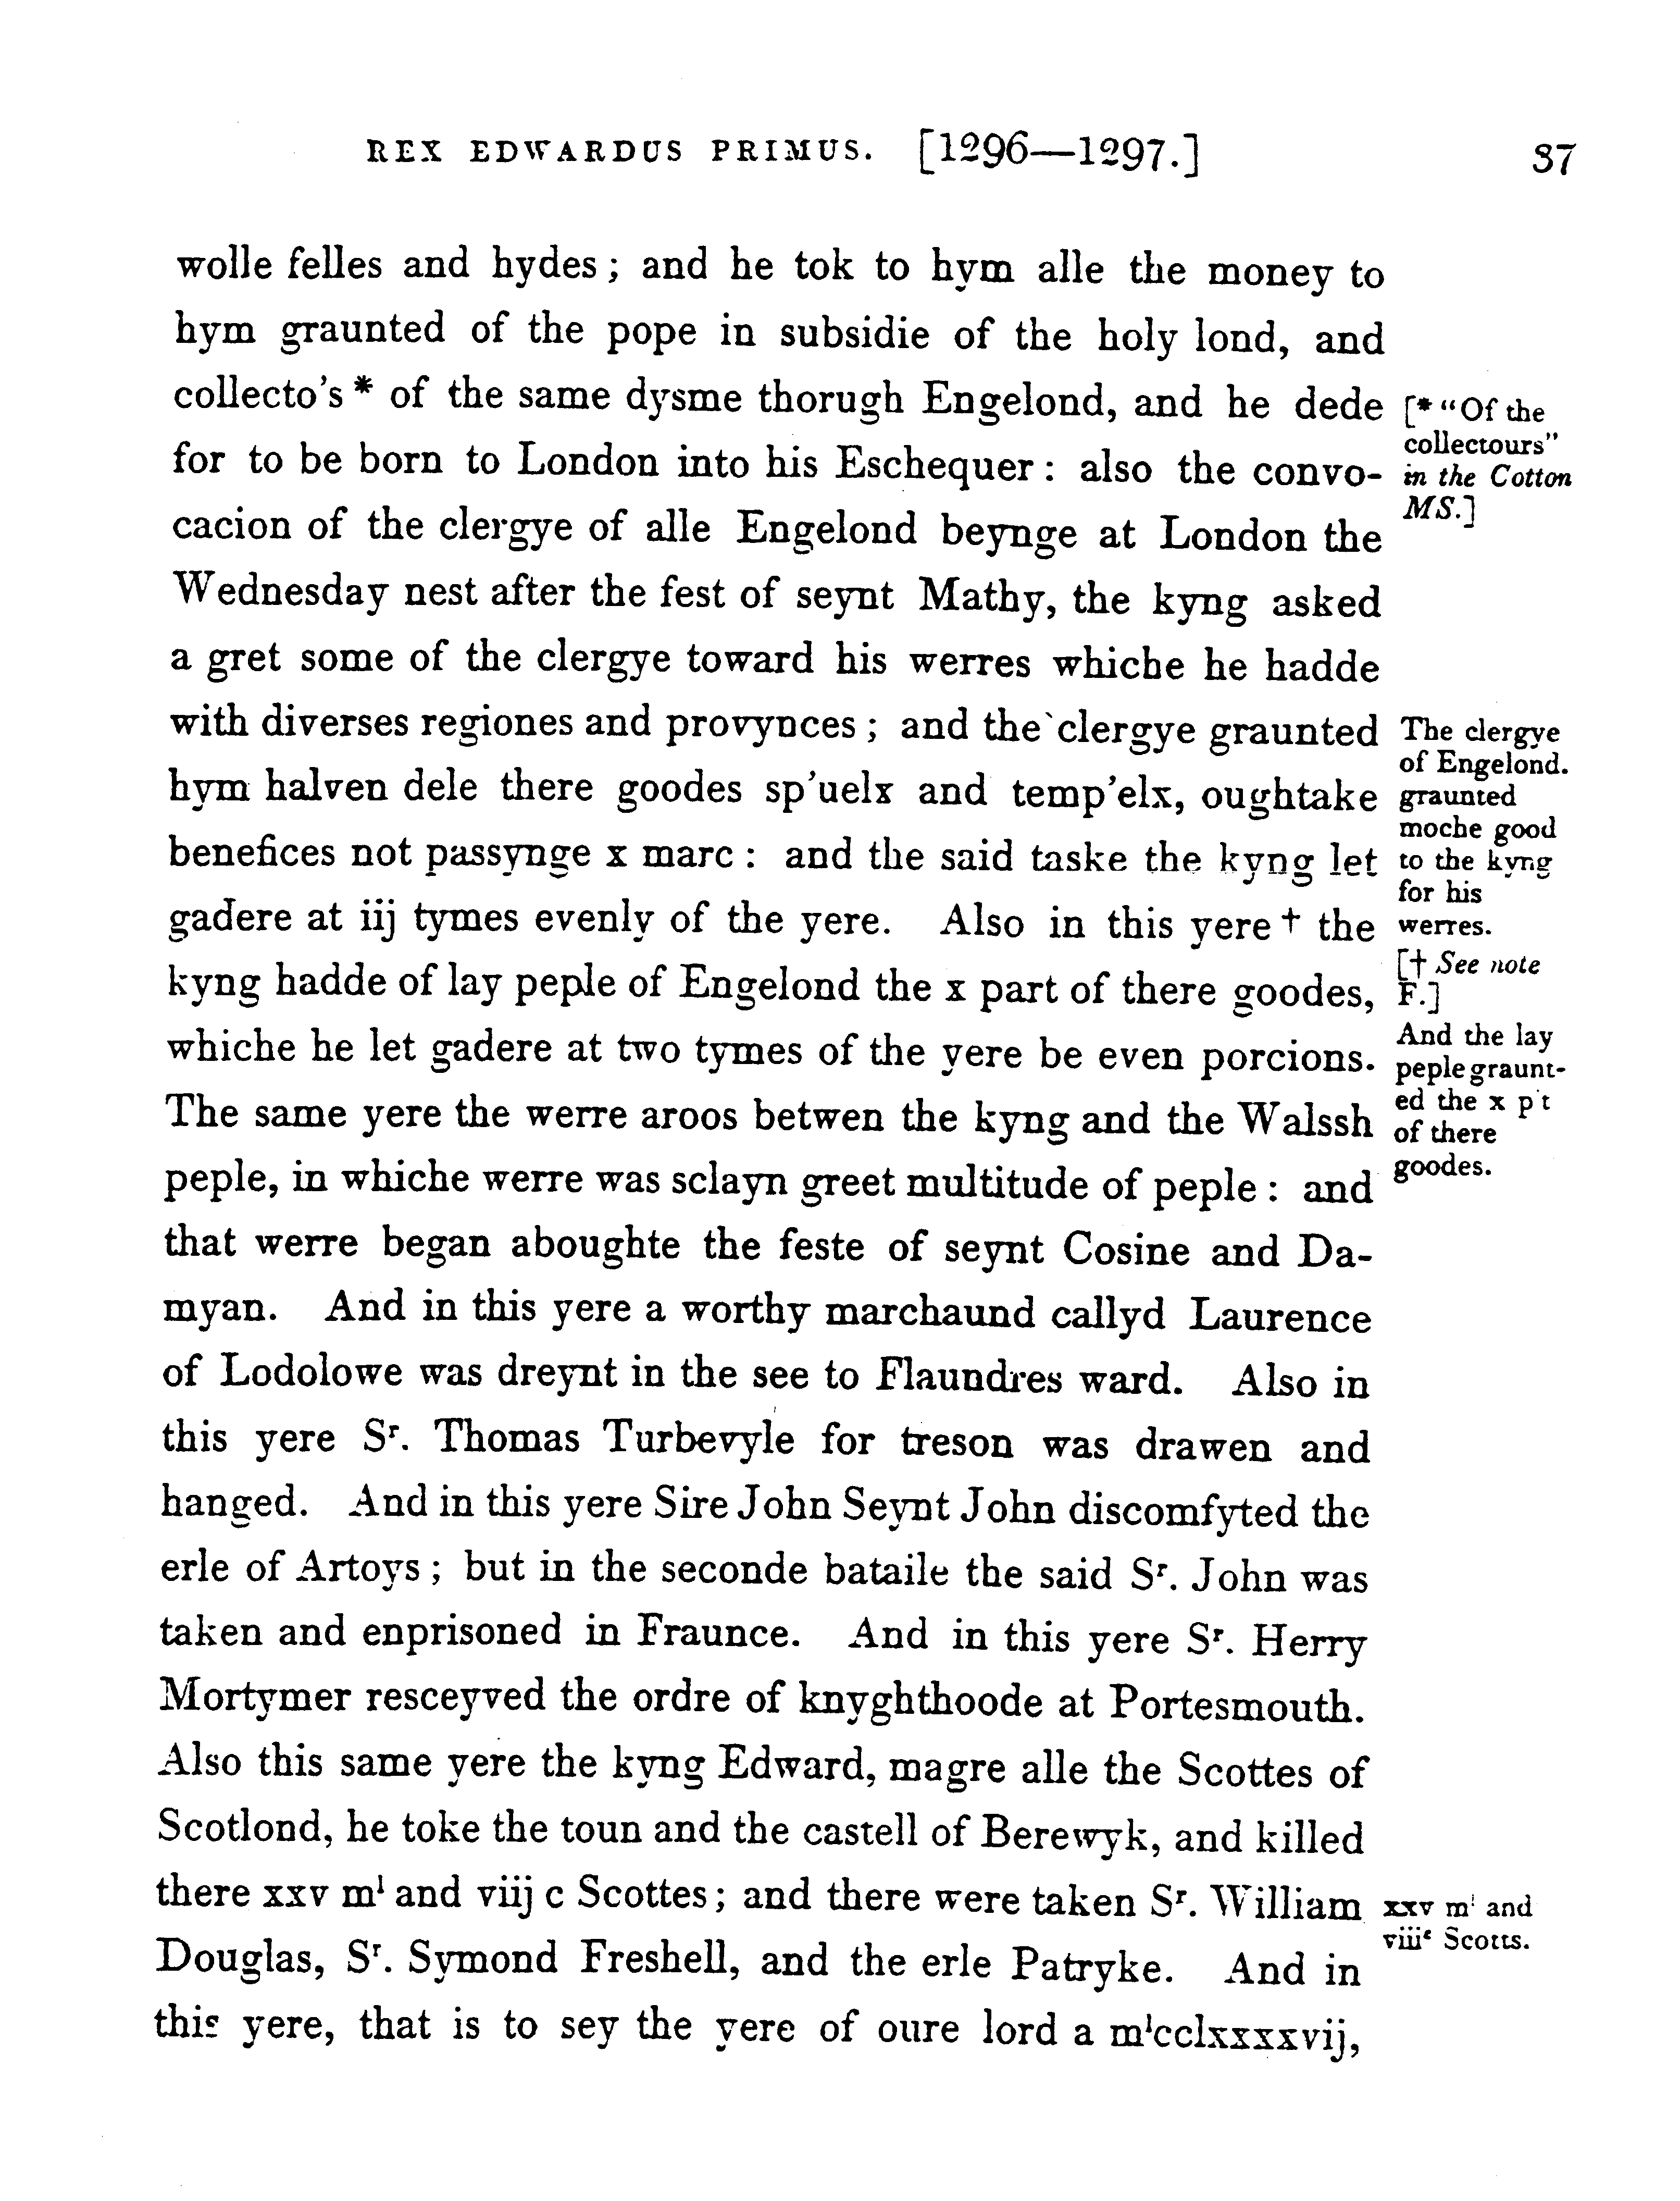 REX EDWARDUS PRIMUS. [1296—1297.] 37
wolle felles and hydes; and he tok to hym alle the money to
hym graunted of the pope in subsidie of the holy lond, and
collecto's * of the same dysme thorugh Engelond, and he dede
for to be born to London into his Eschequer: also the convo-
cacion of the clergye of alle Engelond beynge at London the
Wednesday nest after the fest of seynt Mathy, the kyng asked
a gret some of the clergye toward his werres whiche he hadde
with diverses regiones and provynces; and the clergye graunted
hym halven dele there goodes sp'uelx and temp'elx, oughtake
benefices not passynge x marc: and the said taske the kyng let
gadere at iij tymes evenly of the yere. Also in this yere † the
kyng hadde of lay peple of Engelond the x part of there goodes,
whiche he let gadere at two tymes of the yere be even porcions.
The same yere the werre aroos betwen the kyng and the Walssh
peple, in whiche werre was sclayn greet multitude of peple: and
that werre began aboughte the feste of seynt Cosine and Da-
myan. And in this yere a worthy marchaund callyd Laurence
of Lodolowe was dreynt in the see to Flaundres ward. Also in
this yere Sʳ. Thomas Turbevyle for treson was drawen and
hanged. And in this yere Sire John Seynt John discomfyted the
erle of Artoys; but in the seconde bataile the said Sʳ. John was
taken and enprisoned in Fraunce. And in this yere Sʳ. Herry
Mortymer resceyved the ordre of knyghthoode at Portesmouth.
Also this same yere the kyng Edward, magre alle the Scottes of
Scotlond, he toke the toun and the castell of Berewyk, and killed
there xxv mˡ and viij c Scottes; and there were taken Sʳ. William
Douglas, Sʳ. Symond Freshell, and the erle Patryke. And in
this yere, that is to sey the yere of oure lord a mˡcclxxxxvij,
[* "Of the
collectours"
in the Cotton
MS.]
The clergye
of Engelond.
graunted
moche good
to the kyng
for his
werres.
[† See note
F.]
And the lay
peple graunt-
ed the x p't
of there
goodes.
xxv mˡ and
viiiᶜ Scotts.